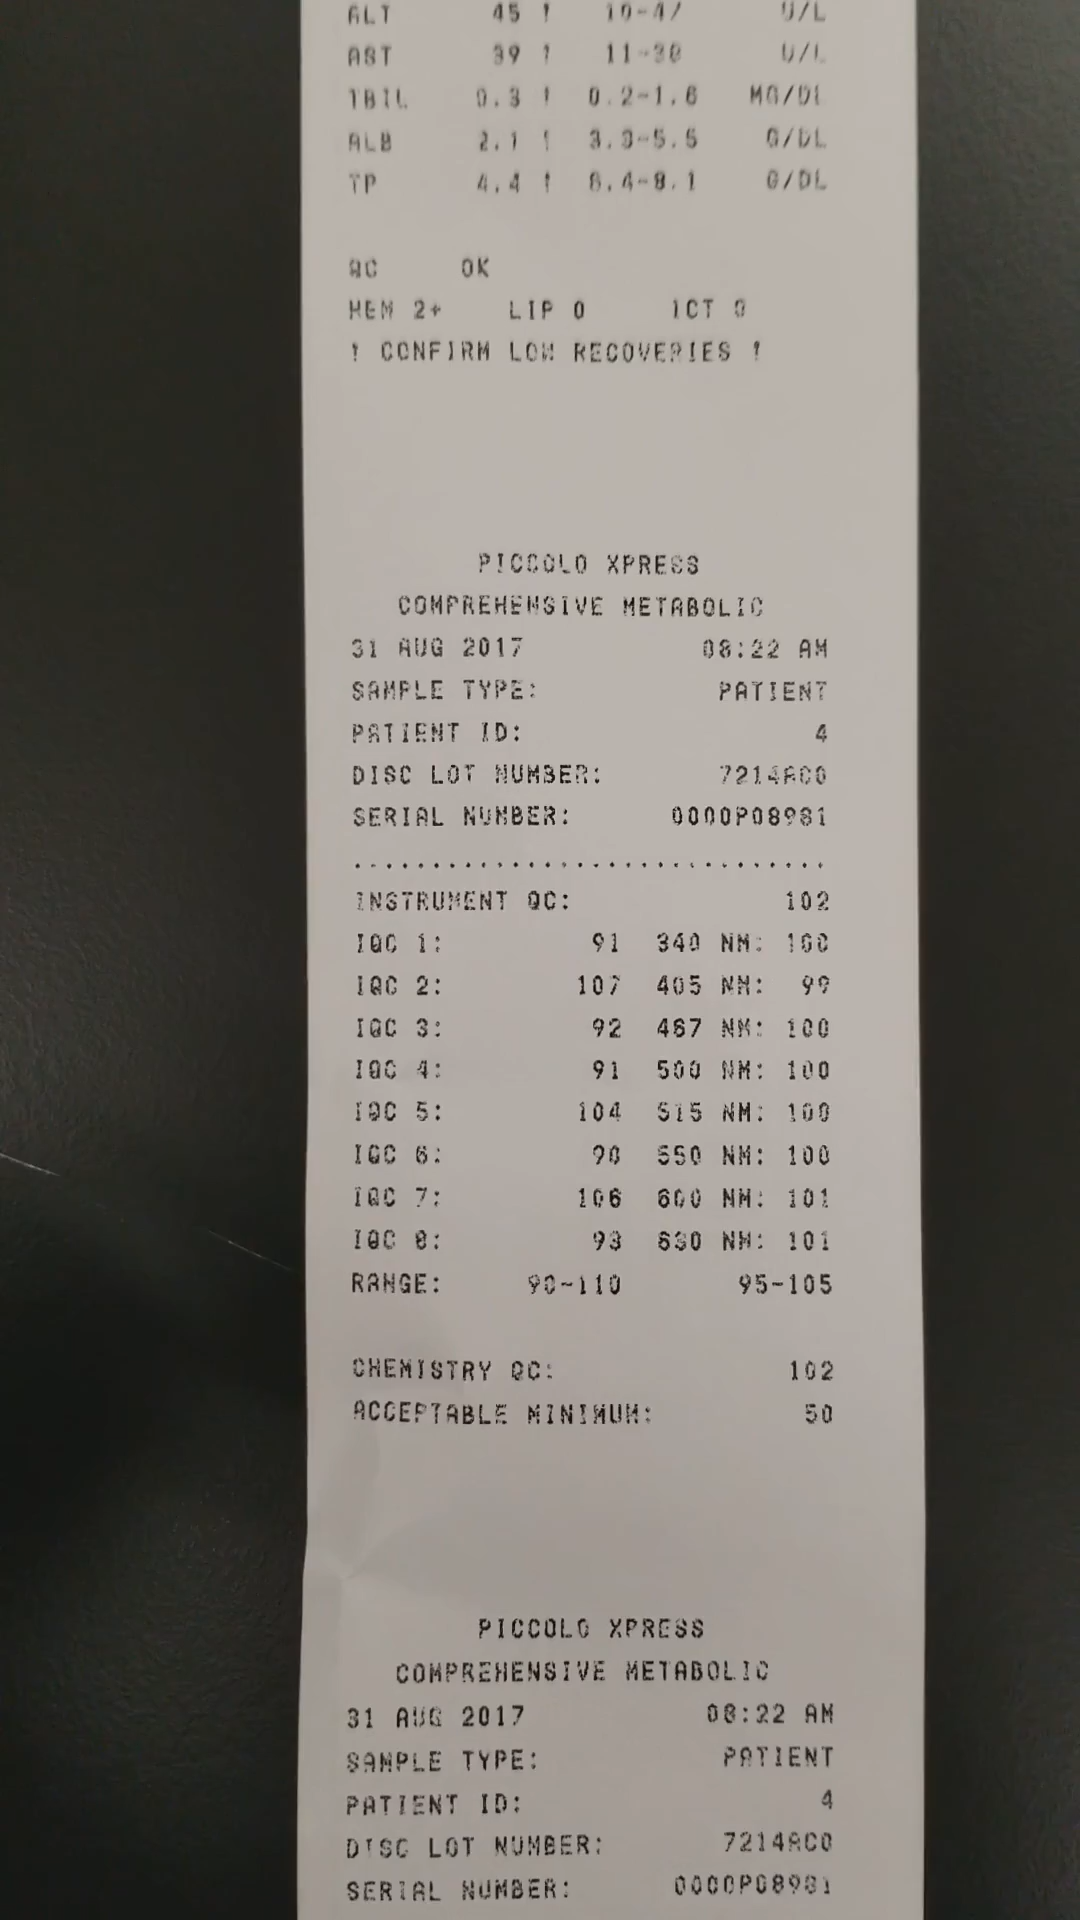 ALT 45 ! 10-47 U/L
AST 39 ! 11-38 U/L
TBIL 0.3 ! 0.2-1.6 MG/DL
ALB 2.1 ! 3.3-5.5 G/DL
TP 4.4 ! 6.4-8.1 G/DL
QC OK
HEM 2+ LIP 0 ICT 0
! CONFIRM LOW RECOVERIES !
PICCOLO XPRESS
COMPREHENSIVE METABOLIC
31 AUG 2017 08:22 AM
SAMPLE TYPE: PATIENT
PATIENT ID: 4
DISC LOT NUMBER: 7214AC0
SERIAL NUMBER: 0000P08981
..............................
INSTRUMENT QC: 102
IQC 1: 91 340 NM: 100
IQC 2: 107 405 NM: 99
IQC 3: 92 467 NM: 100
IQC 4: 91 500 NM: 100
IQC 5: 104 515 NM: 100
IQC 6: 90 550 NM: 100
IQC 7: 106 600 NM: 101
IQC 8: 93 630 NM: 101
RANGE: 90-110 95-105
CHEMISTRY QC: 102
ACCEPTABLE MINIMUM: 50
PICCOLO XPRESS
COMPREHENSIVE METABOLIC
31 AUG 2017 08:22 AM
SAMPLE TYPE: PATIENT
PATIENT ID: 4
DISC LOT NUMBER: 7214AC0
SERIAL NUMBER: 0000P08981